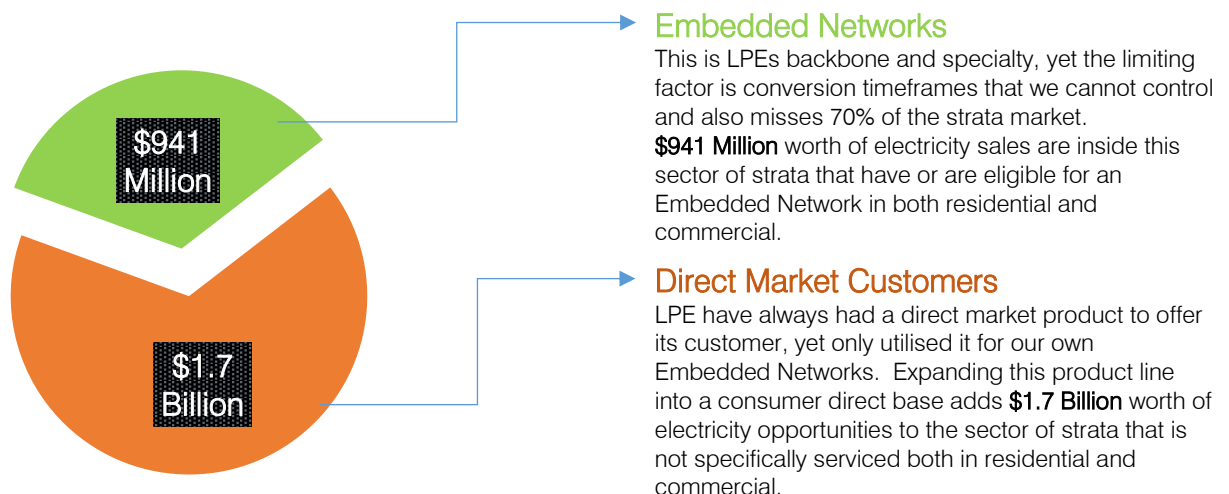 $941
Million
$1.7
Billion
Embedded Networks
This is LPEs backbone and specialty, yet the limiting
factor is conversion timeframes that we cannot control
and also misses 70% of the strata market.
$941 Million worth of electricity sales are inside this
sector of strata that have or are eligible for an
Embedded Network in both residential and
commercial.
Direct Market Customers
LPE have always had a direct market product to offer
its customer, yet only utilised it for our own
Embedded Networks.  Expanding this product line
into a consumer direct base adds $1.7 Billion worth of
electricity opportunities to the sector of strata that is
not specifically serviced both in residential and
commercial.